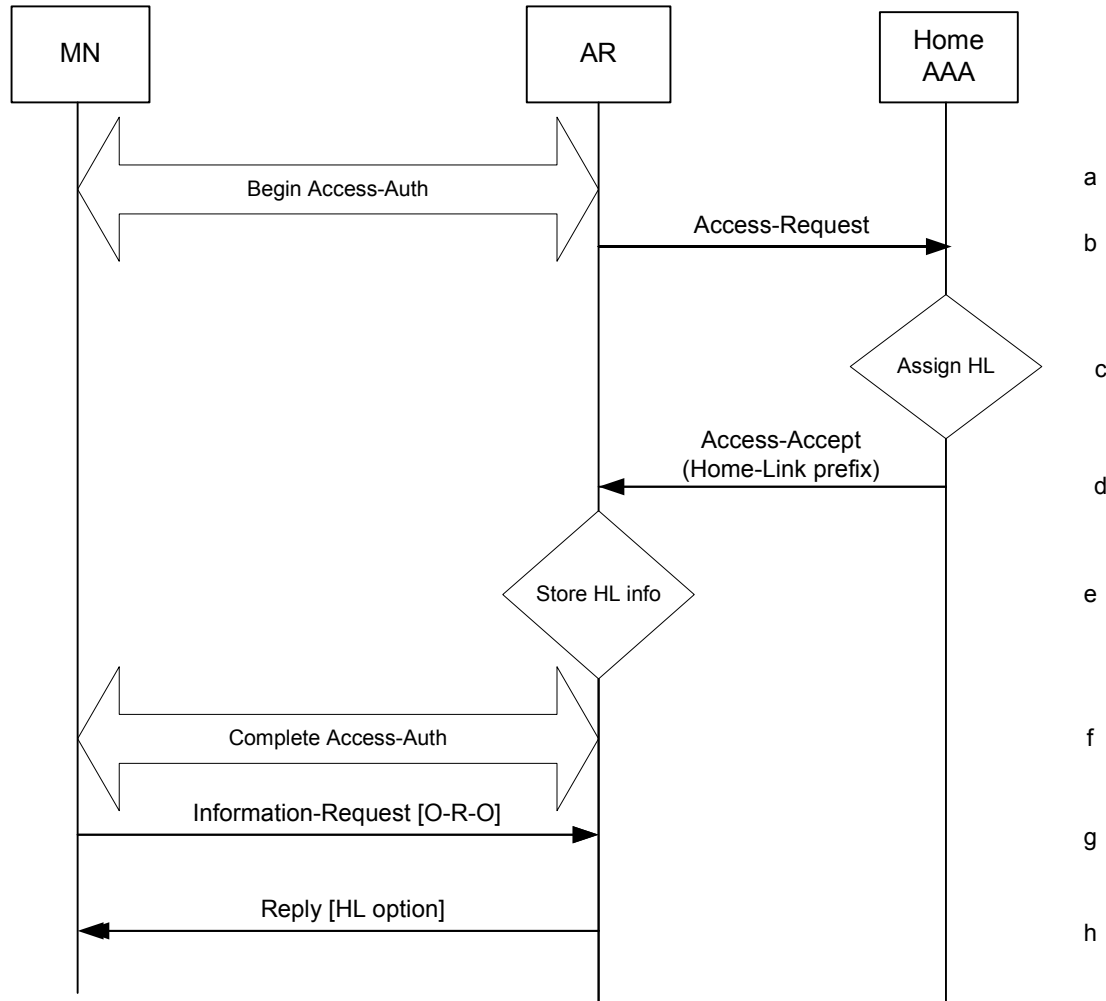 MN
AR
Home
AAA
Begin Access-Auth
a
Access-Request
b
Assign HL
c
Access-Accept
(Home-Link prefix)
d
Store HL info
e
Complete Access-Auth
f
Information-Request [O-R-O]
g
Reply [HL option]
h